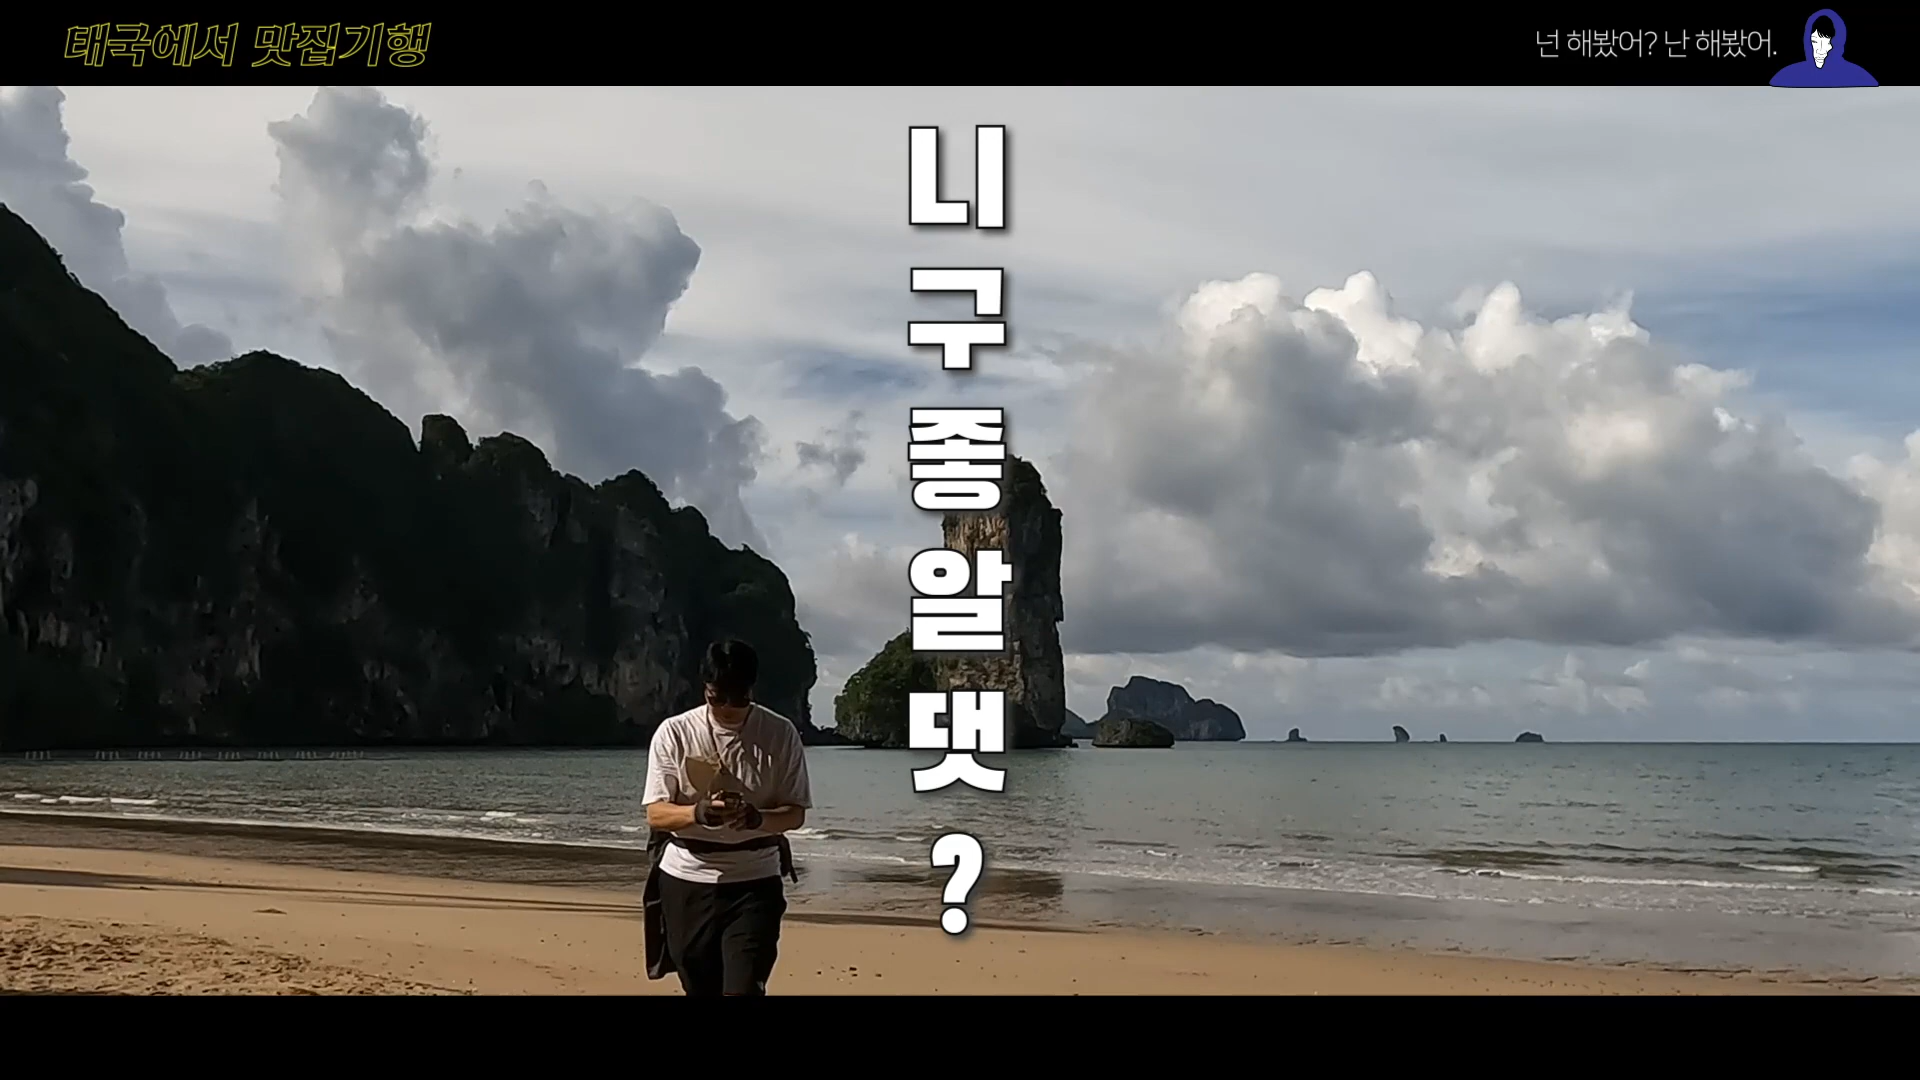 태국에서 맛집기행
넌 해봤어? 난 해봤어.
니
구
좋
알
댓
?